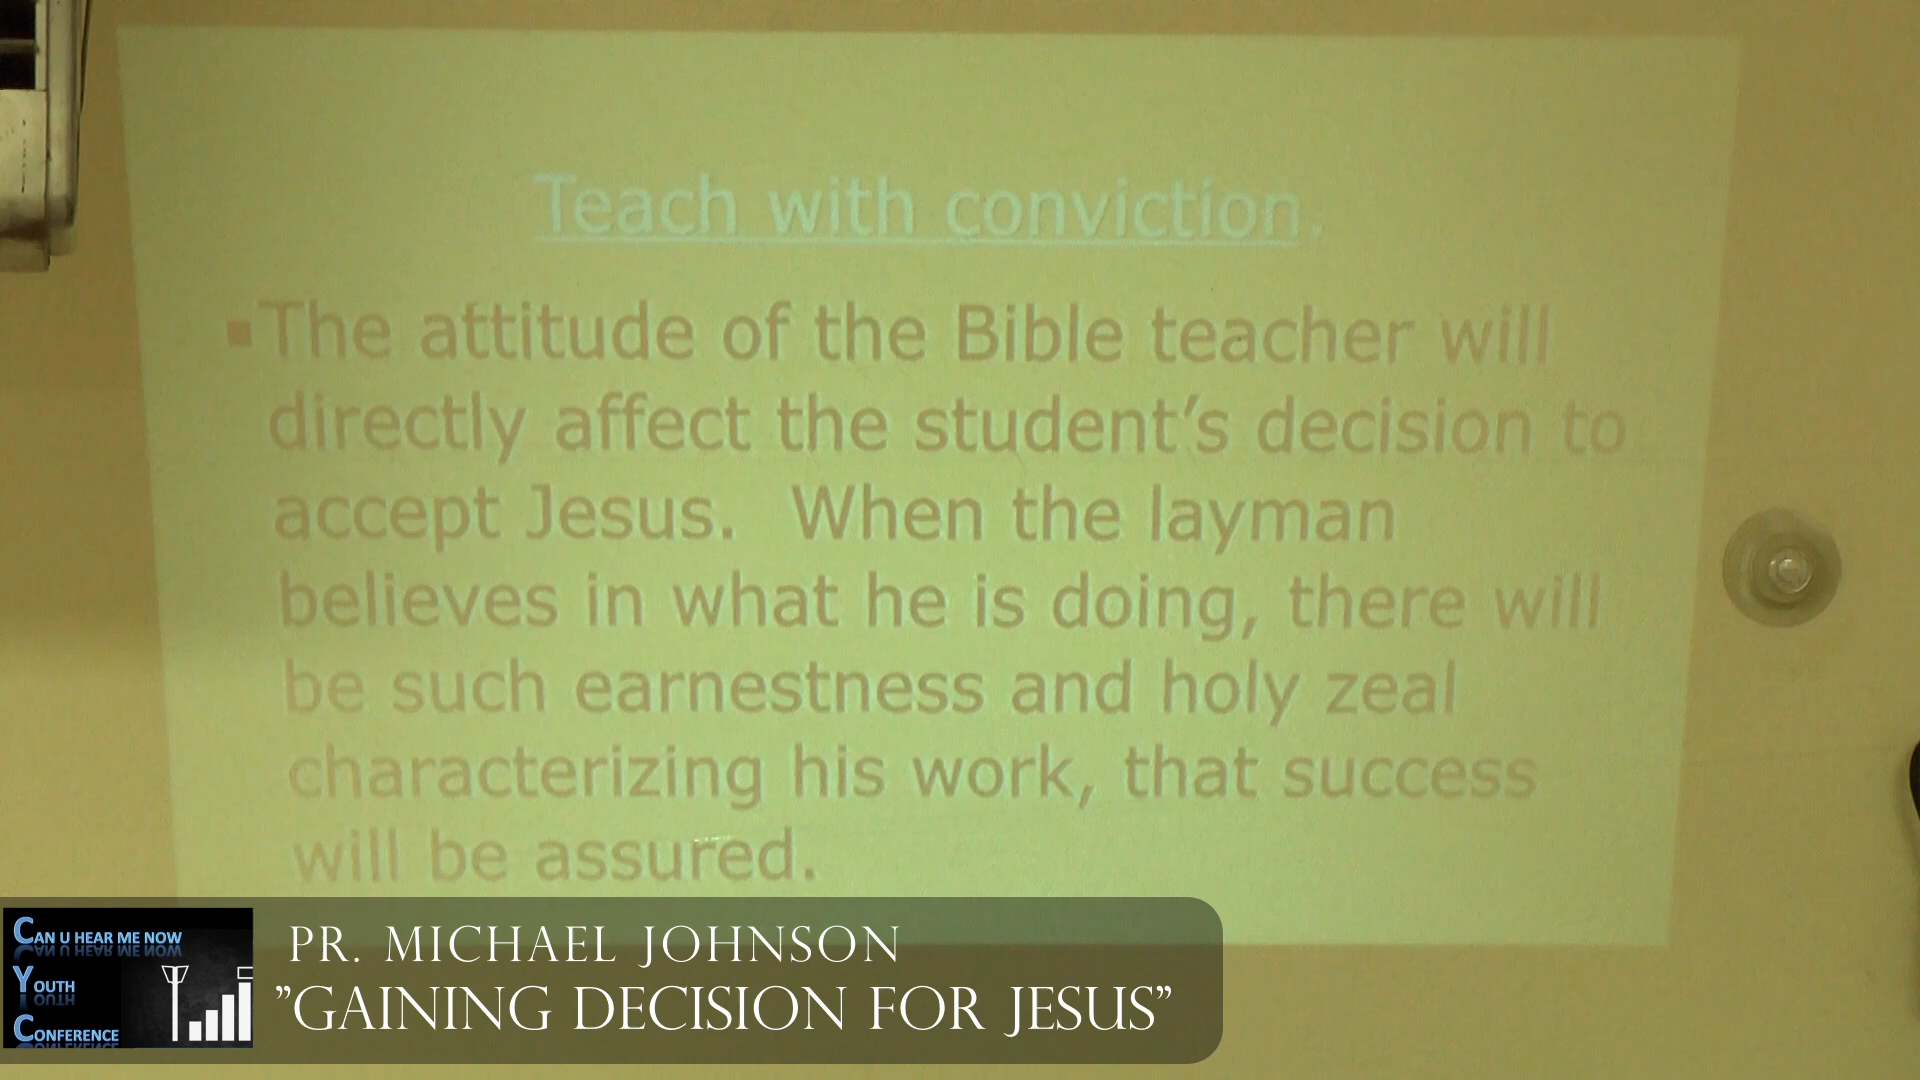 Teach with conviction.
▪The attitude of the Bible teacher will
directly affect the student's decision to
accept Jesus. When the layman
believes in what he is doing, there will
be such earnestness and holy zeal
characterizing his work, that success
will be assured.
CAN U HEAR ME NOW
YOUTH
CONFERENCE
PR. MICHAEL JOHNSON
"GAINING DECISION FOR JESUS"